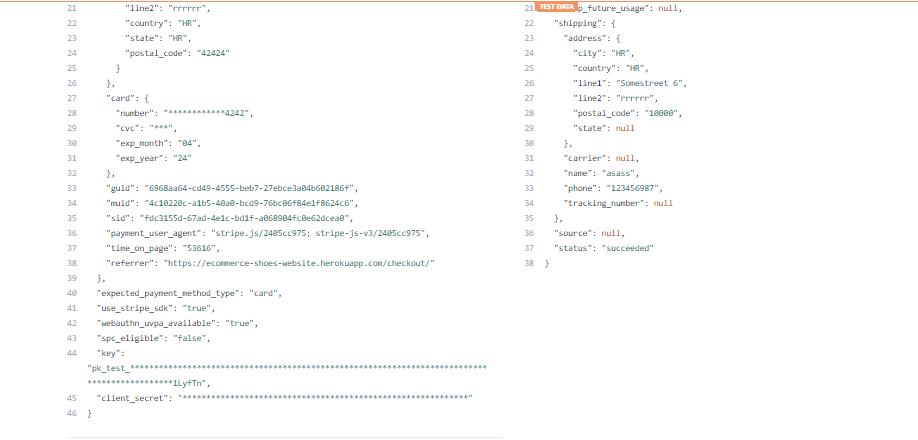 21 "line2": "rrrrrr",
22 "country": "HR",
23 "state": "HR",
24 "postal_code": "42424"
25 }
26 },
27 "card": {
28 "number": "************4242",
29 "cvc": "***",
30 "exp_month": "04",
31 "exp_year": "24"
32 },
33 "guid": "6968aa64-cd49-4555-beb7-27ebce3a04b602186f",
34 "muid": "4c10220c-a1b5-40a0-bcd9-76bc06f84e1f8624c6",
35 "sid": "fdc3155d-67ad-4e1c-bd1f-a068904fc0e62dcea0",
36 "payment_user_agent": "stripe.js/2405cc975; stripe-js-v3/2405cc975",
37 "time_on_page": "53616",
38 "referrer": "https://ecommerce-shoes-website.herokuapp.com/checkout/"
39 },
40 "expected_payment_method_type": "card",
41 "use_stripe_sdk": "true",
42 "webauthn_uvpa_available": "true",
43 "spc_eligible": "false",
44 "key":
"pk_test_***************************************************************************
******************1LyfTn",
45 "client_secret": "************************************************************"
46 }
21 TEST DATA p_future_usage": null,
22 "shipping": {
23 "address": {
24 "city": "HR",
25 "country": "HR",
26 "line1": "Somestreet 6",
27 "line2": "rrrrrr",
28 "postal_code": "10000",
29 "state": null
30 },
31 "carrier": null,
32 "name": "asass",
33 "phone": "123456987",
34 "tracking_number": null
35 },
36 "source": null,
37 "status": "succeeded"
38 }